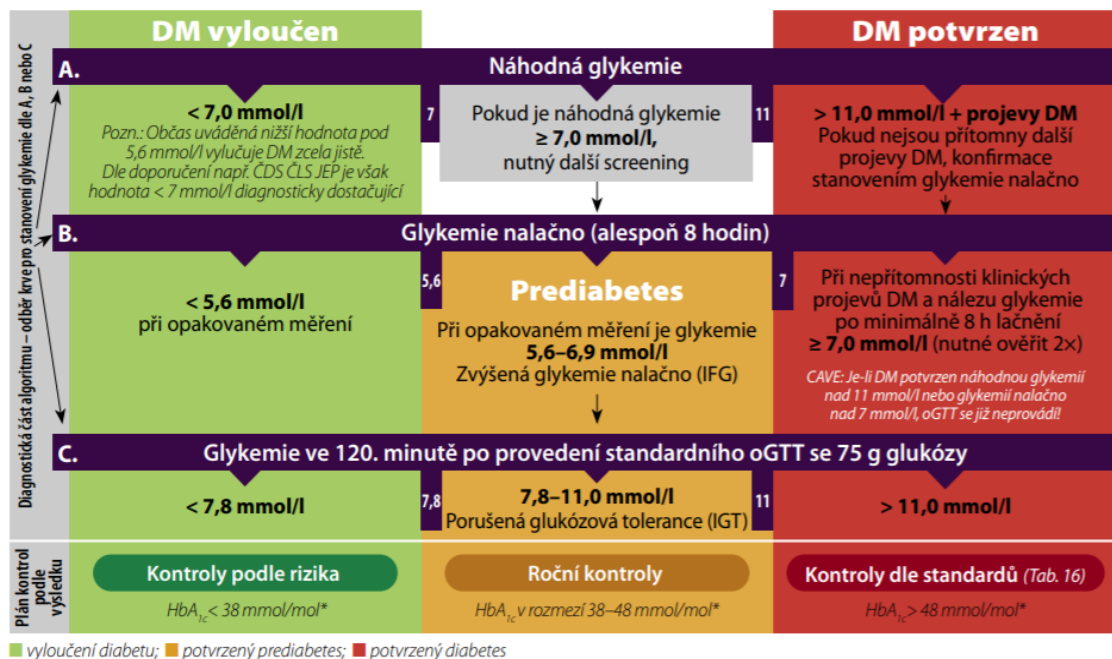 DM vyloučen
DM potvrzen
Diagnostická část algoritmu – odběr krve pro stanovení glykemie dle A, B nebo C
A.
Náhodná glykemie
< 7,0 mmol/l
Pozn.: Občas uváděná nižší hodnota pod
5,6 mmol/l vylučuje DM zcela jistě.
Dle doporučení např. ČDS ČLS JEP je však
hodnota < 7 mmol/l diagnosticky dostačující
7
Pokud je náhodná glykemie
≥ 7,0 mmol/l,
nutný další screening
11
> 11,0 mmol/l + projevy DM
Pokud nejsou přítomny další
projevy DM, konfirmace
stanovením glykemie nalačno
B.
Glykemie nalačno (alespoň 8 hodin)
< 5,6 mmol/l
při opakovaném měření
5,6
Prediabetes
Při opakovaném měření je glykemie
5,6–6,9 mmol/l
Zvýšená glykemie nalačno (IFG)
7
Při nepřítomnosti klinických
projevů DM a nálezu glykemie
po minimálně 8 h lačnění
≥ 7,0 mmol/l (nutné ověřit 2×)
CAVE: Je-li DM potvrzen náhodnou glykemií
nad 11 mmol/l nebo glykemií nalačno
nad 7 mmol/l, oGTT se již neprovádí!
C.
Glykemie ve 120. minutě po provedení standardního oGTT se 75 g glukózy
< 7,8 mmol/l
7,8
7,8–11,0 mmol/l
Porušená glukózová tolerance (IGT)
11
> 11,0 mmol/l
Plán kontrol
podle
výsledku
Kontroly podle rizika
HbA1c < 38 mmol/mol*
Roční kontroly
HbA1c v rozmezí 38–48 mmol/mol*
Kontroly dle standardů (Tab. 16)
HbA1c > 48 mmol/mol*
vyloučení diabetu; potvrzený prediabetes; potvrzený diabetes